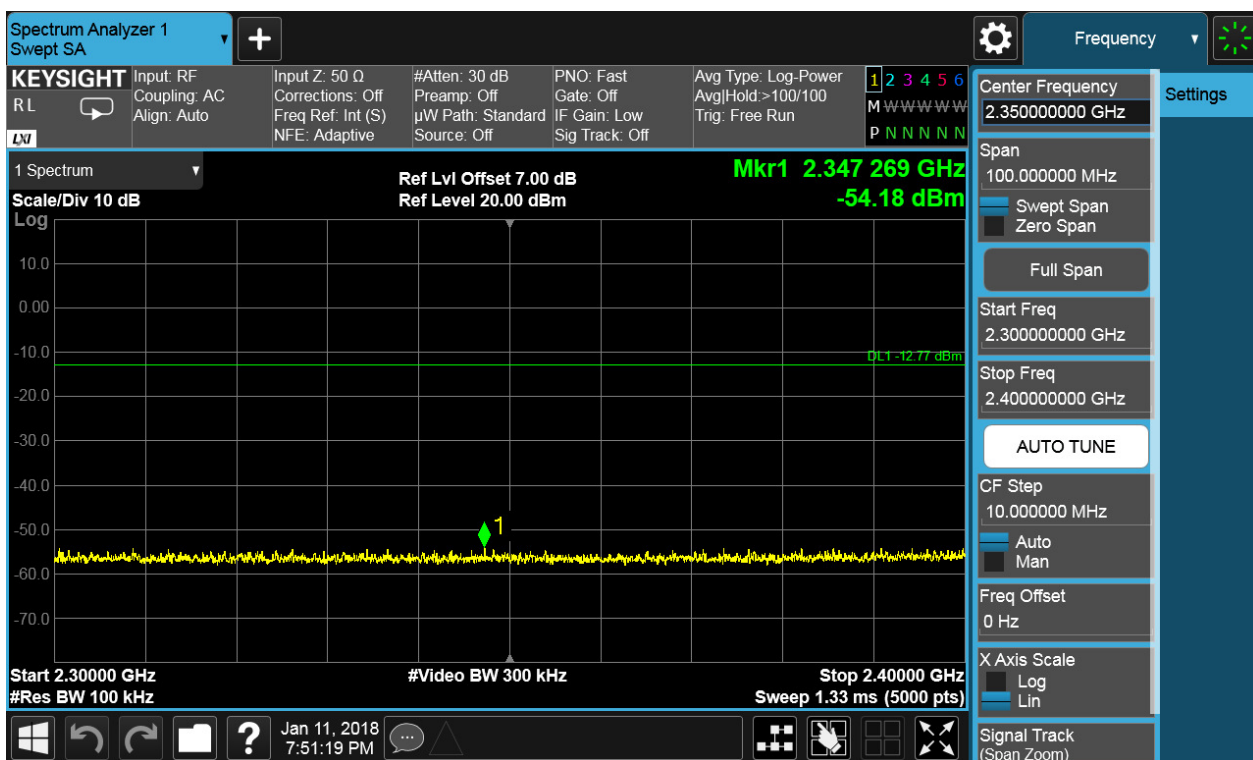 Spectrum Analyzer 1
Swept SA
+
Frequency
KEYSIGHT
R L
LXI
Input: RF
Coupling: AC
Align: Auto
Input Z: 50 Ω
Corrections: Off
Freq Ref: Int (S)
NFE: Adaptive
#Atten: 30 dB
Preamp: Off
µW Path: Standard
Source: Off
PNO: Fast
Gate: Off
IF Gain: Low
Sig Track: Off
Avg Type: Log-Power
Avg|Hold:>100/100
Trig: Free Run
1 2 3 4 5 6
M W W W W W
P N N N N N
1 Spectrum
Scale/Div 10 dB
Ref Lvl Offset 7.00 dB
Ref Level 20.00 dBm
Mkr1 2.347 269 GHz
-54.18 dBm
Log
10.0
0.00
-10.0
-20.0
-30.0
-40.0
-50.0
-60.0
-70.0
DL1 -12.77 dBm
1
Start 2.30000 GHz
#Res BW 100 kHz
#Video BW 300 kHz
Stop 2.40000 GHz
Sweep 1.33 ms (5000 pts)
Center Frequency
2.350000000 GHz
Settings
Span
100.000000 MHz
Swept Span
Zero Span
Full Span
Start Freq
2.300000000 GHz
Stop Freq
2.400000000 GHz
AUTO TUNE
CF Step
10.000000 MHz
Auto
Man
Freq Offset
0 Hz
X Axis Scale
Log
Lin
Signal Track
(Span Zoom)
?
Jan 11, 2018
7:51:19 PM